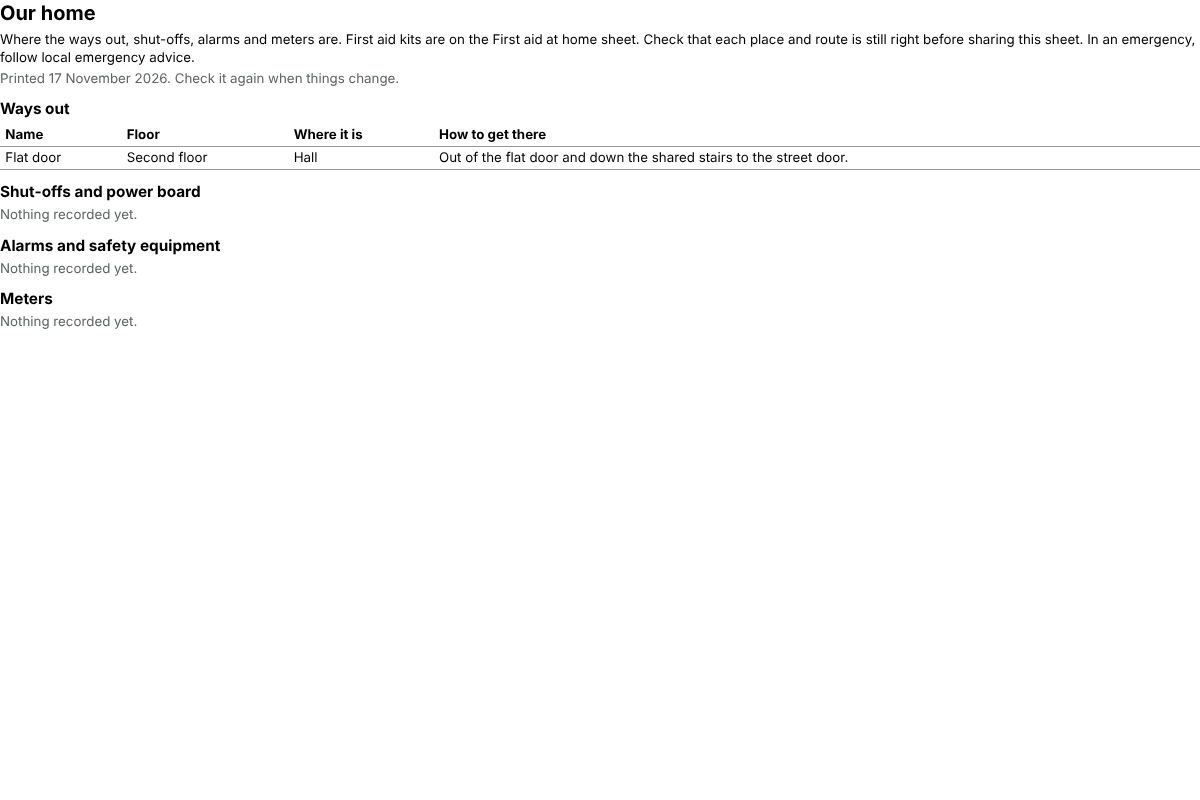 Our home
Where the ways out, shut-offs, alarms and meters are. First aid kits are on the First aid at home sheet. Check that each place and route is still right before sharing this sheet. In an emergency,
follow local emergency advice.
Printed 17 November 2026. Check it again when things change.
Ways out
Name Floor Where it is How to get there
Flat door Second floor Hall Out of the flat door and down the shared stairs to the street door.
Shut-offs and power board
Nothing recorded yet.
Alarms and safety equipment
Nothing recorded yet.
Meters
Nothing recorded yet.